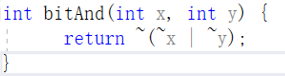 int bitAnd(int x, int y) {
    return ~(~x | ~y);
}